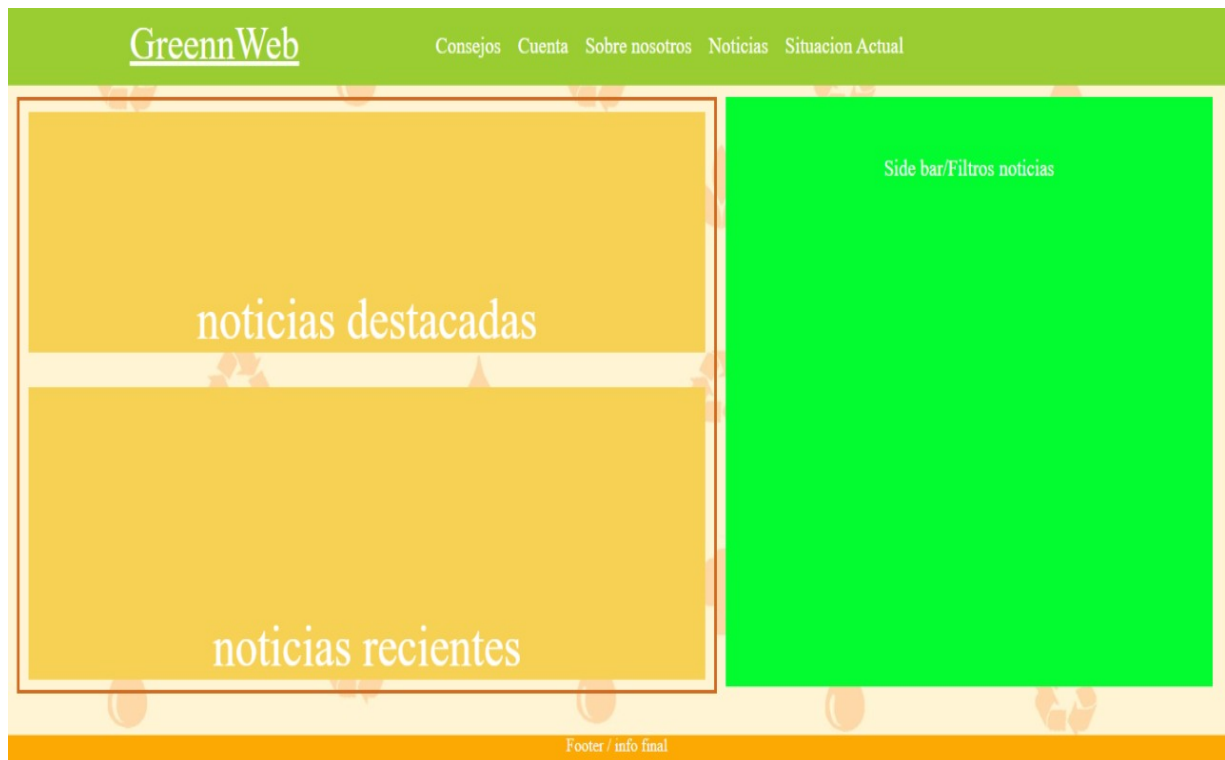 GreennWeb
Consejos Cuenta Sobre nosotros Noticias Situacion Actual
noticias destacadas
noticias recientes
Side bar/Filtros noticias
Footer / info final